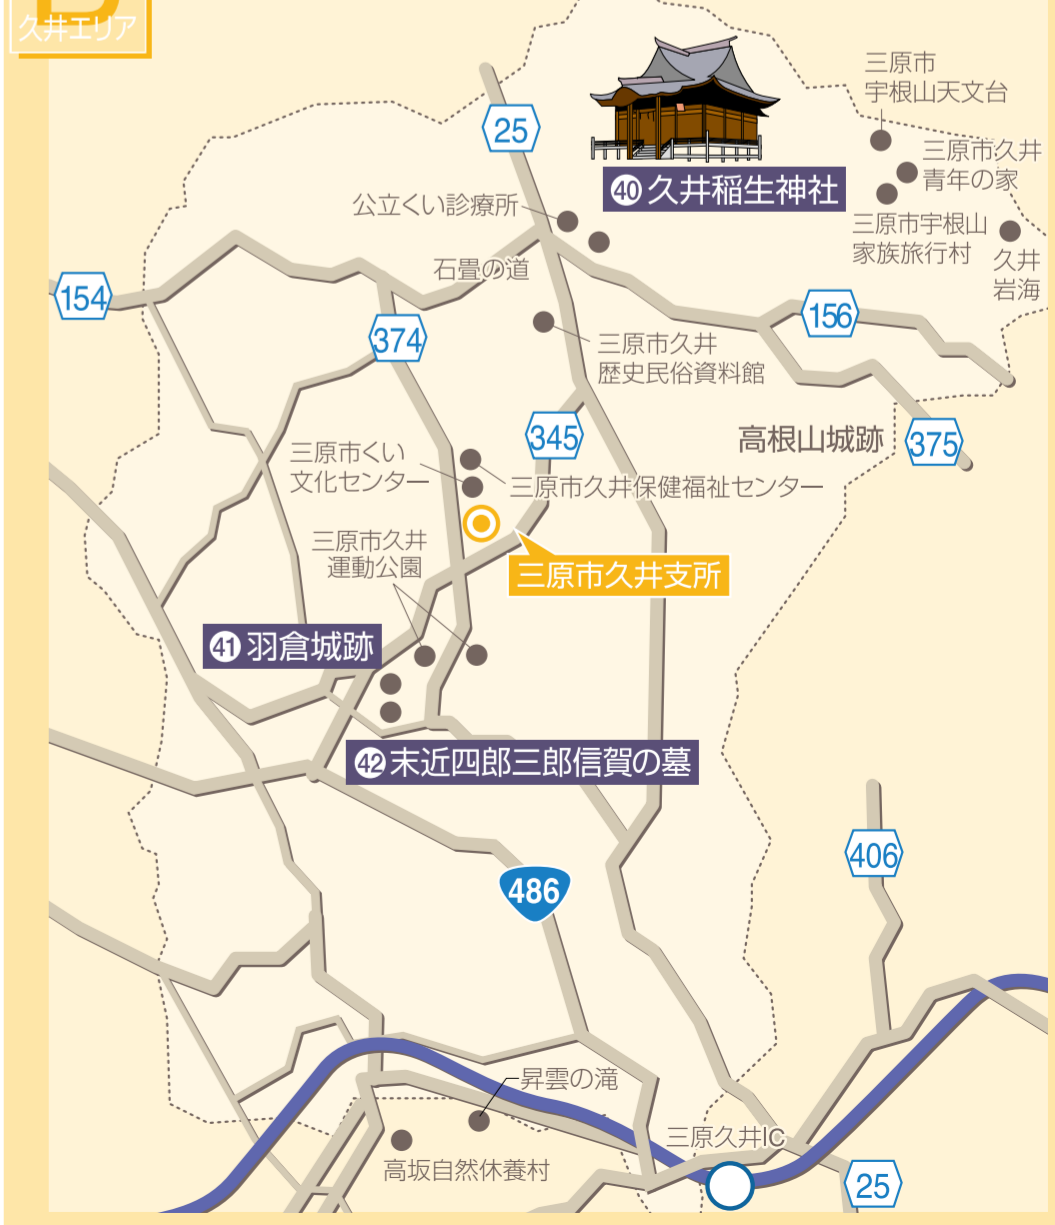 久井エリア
三原市
宇根山天文台
25
三原市久井
青年の家
㊵久井稲生神社
公立くい診療所
三原市宇根山
家族旅行村
久井
岩海
石畳の道
154
156
374
三原市久井
歴史民俗資料館
345
高根山城跡
375
三原市くい
文化センター
三原市久井保健福祉センター
三原市久井
運動公園
三原市久井支所
㊶羽倉城跡
㊷末近四郎三郎信賀の墓
406
486
昇雲の滝
三原久井IC
高坂自然休養村
25